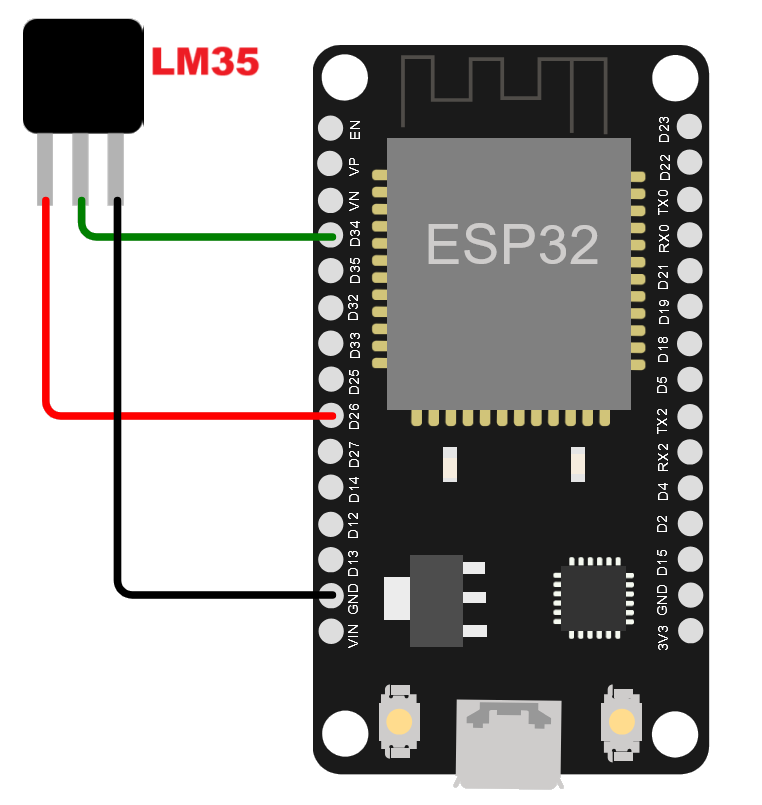 LM35
ESP32
EN
VP
VN
D34
D35
D32
D33
D25
D26
D27
D14
D12
D13
GND
VIN
D23
D22
TX0
RX0
D21
D19
D18
D5
TX2
RX2
D4
D2
D15
GND
3V3